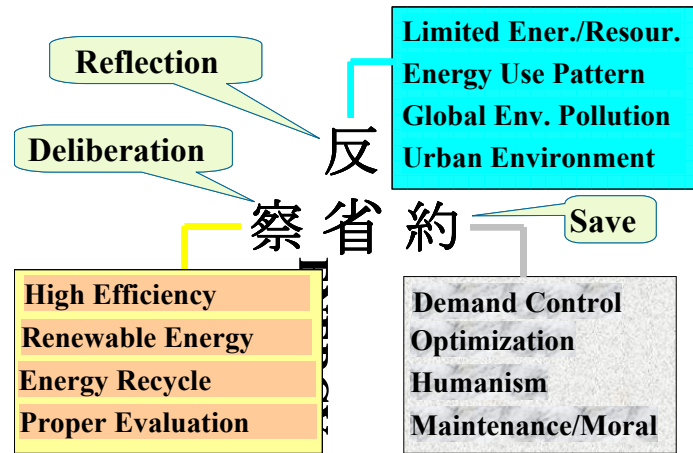 Reflection
Limited Ener./Resour.
Energy Use Pattern
Global Env. Pollution
Urban Environment
反
Deliberation
察省約
Save
High Efficiency
Renewable Energy
Energy Recycle
Proper Evaluation
Demand Control
Optimization
Humanism
Maintenance/Moral